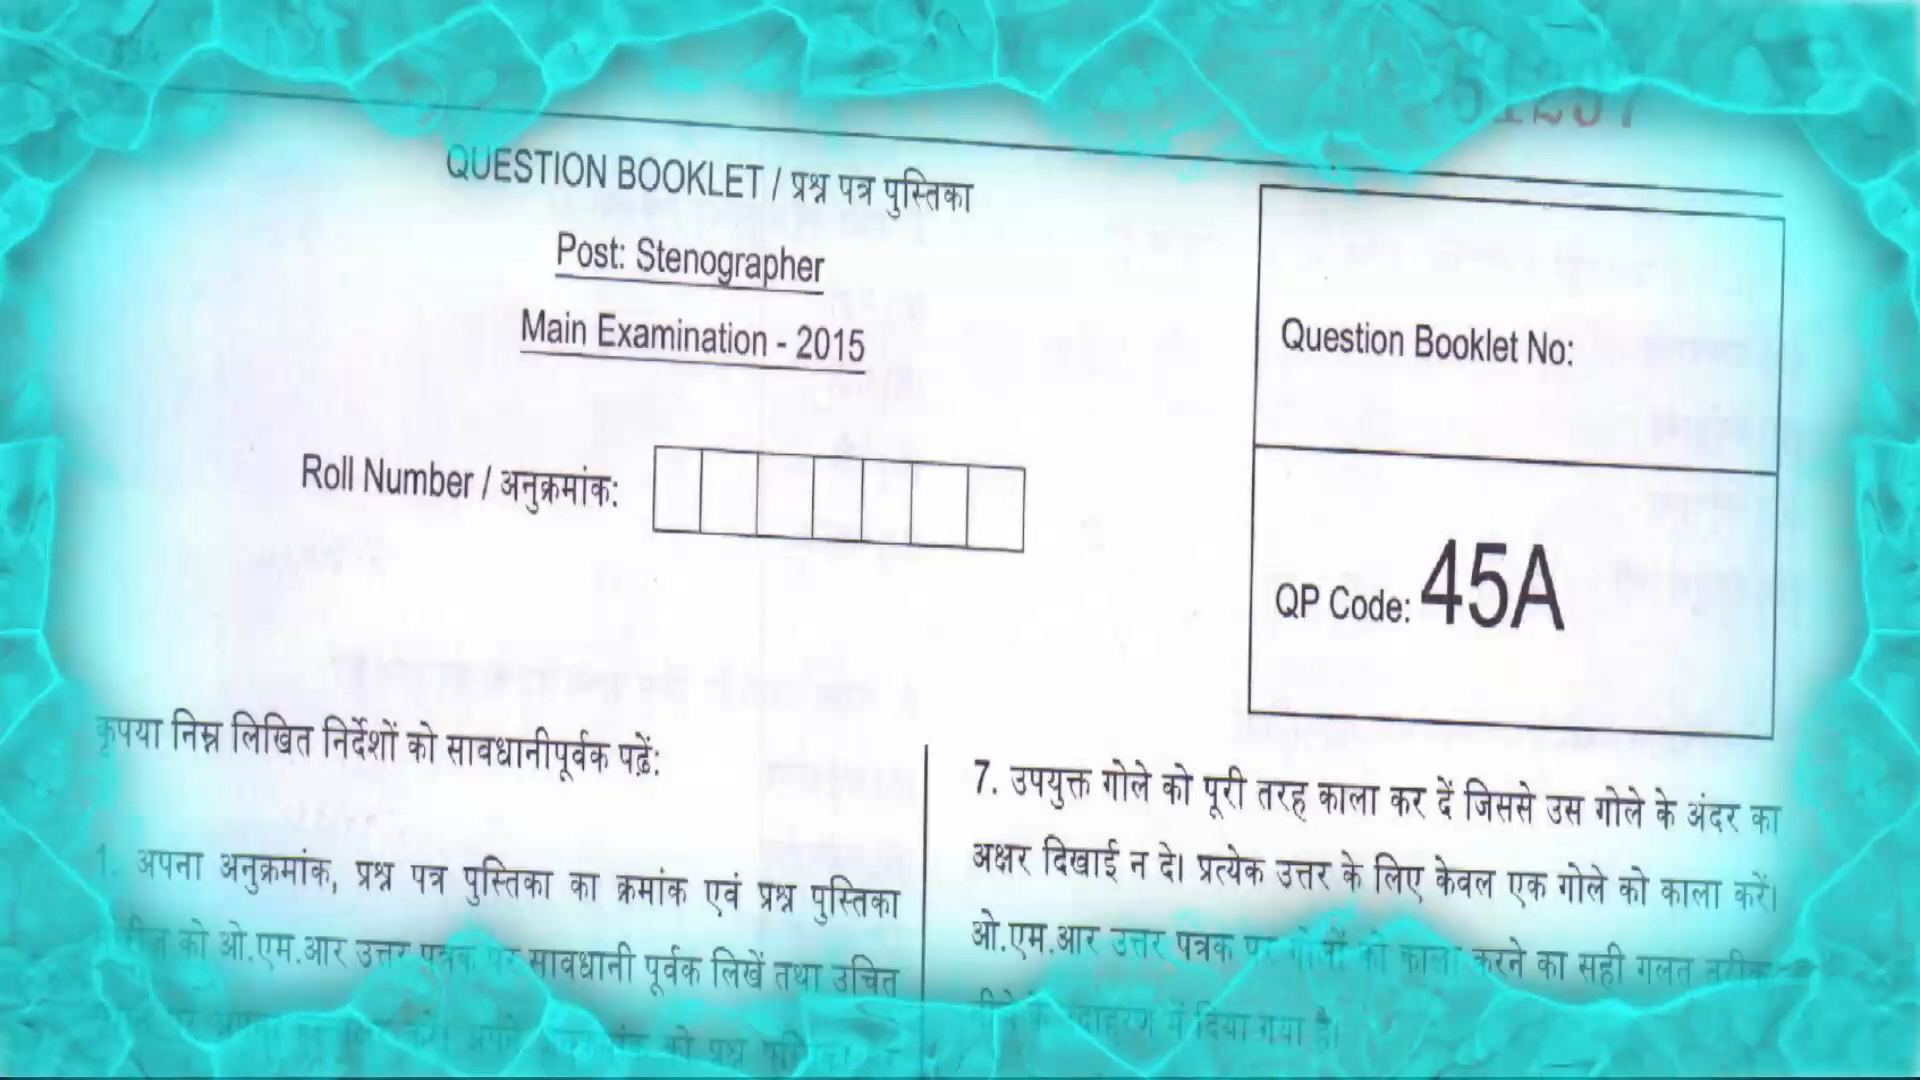 51297
QUESTION BOOKLET / प्रश्न पत्र पुस्तिका
Post: Stenographer
Main Examination - 2015
Question Booklet No:
Roll Number / अनुक्रमांक:
QP Code: 45A
कृपया निम्न लिखित निर्देशों को सावधानीपूर्वक पढ़ें:
1. अपना अनुक्रमांक, प्रश्न पत्र पुस्तिका का क्रमांक एवं प्रश्न पुस्तिका
को ओ.एम.आर उत्तर पत्रक पर सावधानी पूर्वक लिखें तथा उचित
को प्रश्न
7. उपयुक्त गोले को पूरी तरह काला कर दें जिससे उस गोले के अंदर का
अक्षर दिखाई न दे। प्रत्येक उत्तर के लिए केवल एक गोले को काला करें।
ओ.एम.आर उत्तर पत्रक पर गोलों को काला करने का सही गलत तरीका
नीचे के उदाहरण में दिया गया है।